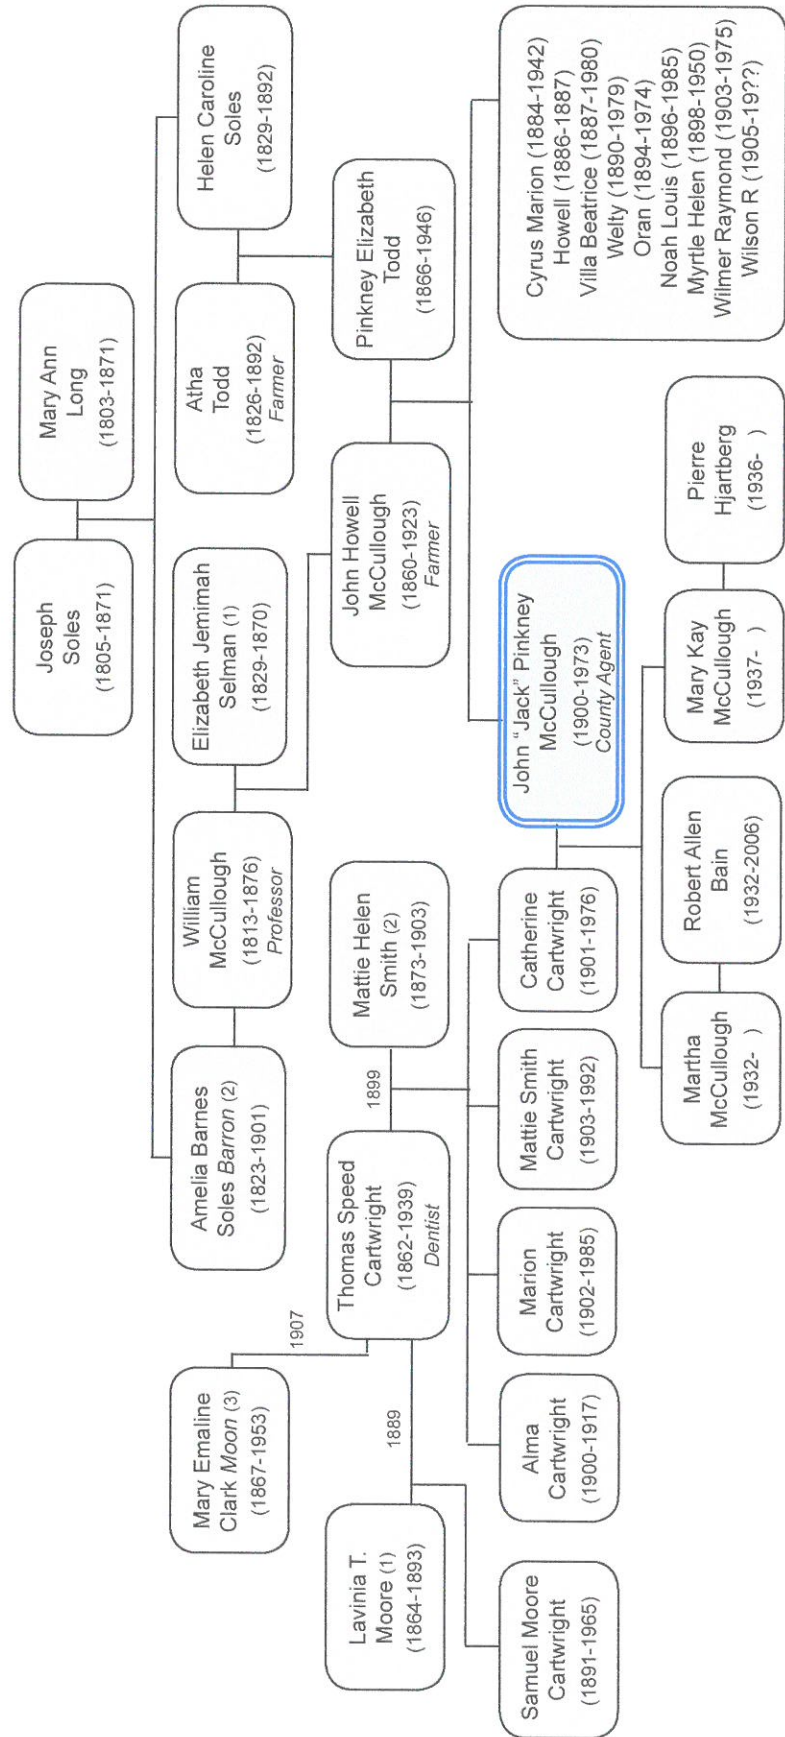 Joseph
Soles
(1805-1871)
Mary Ann
Long
(1803-1871)
Mary Emaline
Clark Moon (3)
(1867-1953)
Amelia Barnes
Soles Barron (2)
(1823-1901)
William
McCullough
(1813-1876)
Professor
Elizabeth Jemimah
Selman (1)
(1829-1870)
Atha
Todd
(1826-1892)
Farmer
Helen Caroline
Soles
(1829-1892)
1907
Lavinia T.
Moore (1)
(1864-1893)
1889
Thomas Speed
Cartwright
(1862-1939)
Dentist
1899
Mattie Helen
Smith (2)
(1873-1903)
John Howell
McCullough
(1860-1923)
Farmer
Pinkney Elizabeth
Todd
(1866-1946)
Samuel Moore
Cartwright
(1891-1965)
Alma
Cartwright
(1900-1917)
Marion
Cartwright
(1902-1985)
Mattie Smith
Cartwright
(1903-1992)
Catherine
Cartwright
(1901-1976)
John “Jack” Pinkney
McCullough
(1900-1973)
County Agent
Cyrus Marion (1884-1942)
Howell (1886-1887)
Villa Beatrice (1887-1980)
Welty (1890-1979)
Oran (1894-1974)
Noah Louis (1896-1985)
Myrtle Helen (1898-1950)
Wilmer Raymond (1903-1975)
Wilson R (1905-19??)
Martha
McCullough
(1932- )
Robert Allen
Bain
(1932-2006)
Mary Kay
McCullough
(1937- )
Pierre
Hjartberg
(1936- )